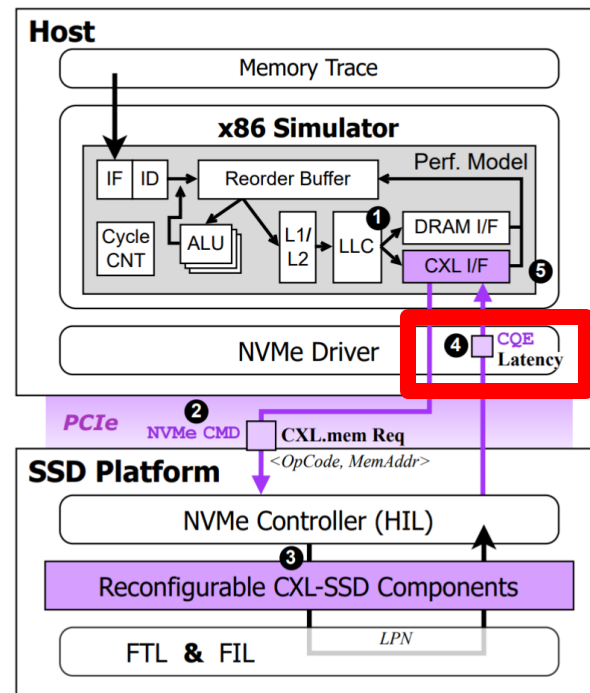 Host
Memory Trace
x86 Simulator
Perf. Model
IF ID
Reorder Buffer
Cycle
CNT
ALU
L1/
L2
LLC
1
DRAM I/F
CXL I/F
5
NVMe Driver
4
CQE
Latency
PCIe
2
NVMe CMD
CXL.mem Req
<OpCode, MemAddr>
SSD Platform
NVMe Controller (HIL)
3
Reconfigurable CXL-SSD Components
LPN
FTL & FIL